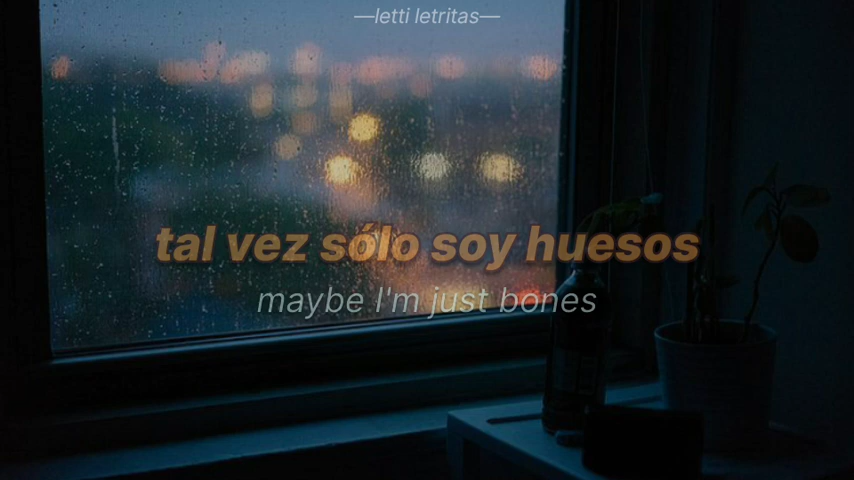 —letti letritas—
tal vez sólo soy huesos
maybe I'm just bones